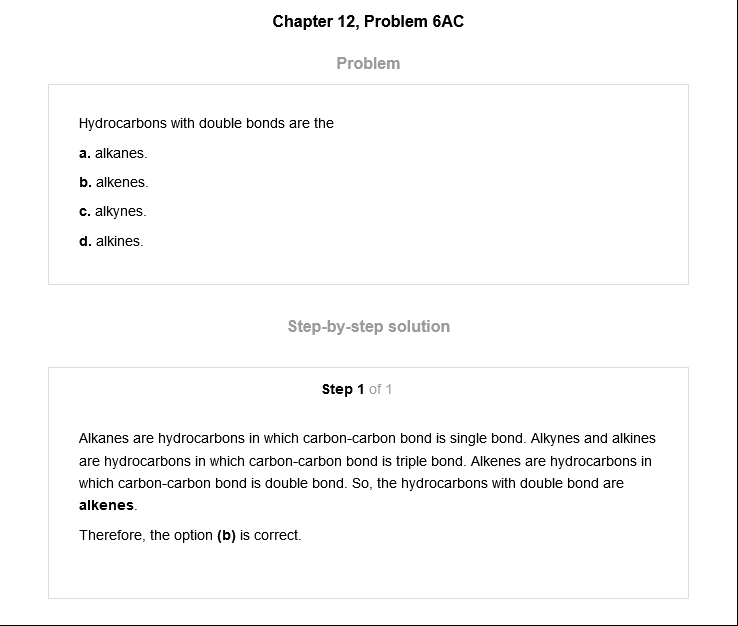 Chapter 12, Problem 6AC
Problem
Hydrocarbons with double bonds are the
a. alkanes.
b. alkenes.
c. alkynes.
d. alkines.
Step-by-step solution
Step 1 of 1
Alkanes are hydrocarbons in which carbon-carbon bond is single bond. Alkynes and alkines
are hydrocarbons in which carbon-carbon bond is triple bond. Alkenes are hydrocarbons in
which carbon-carbon bond is double bond. So, the hydrocarbons with double bond are
alkenes.
Therefore, the option (b) is correct.